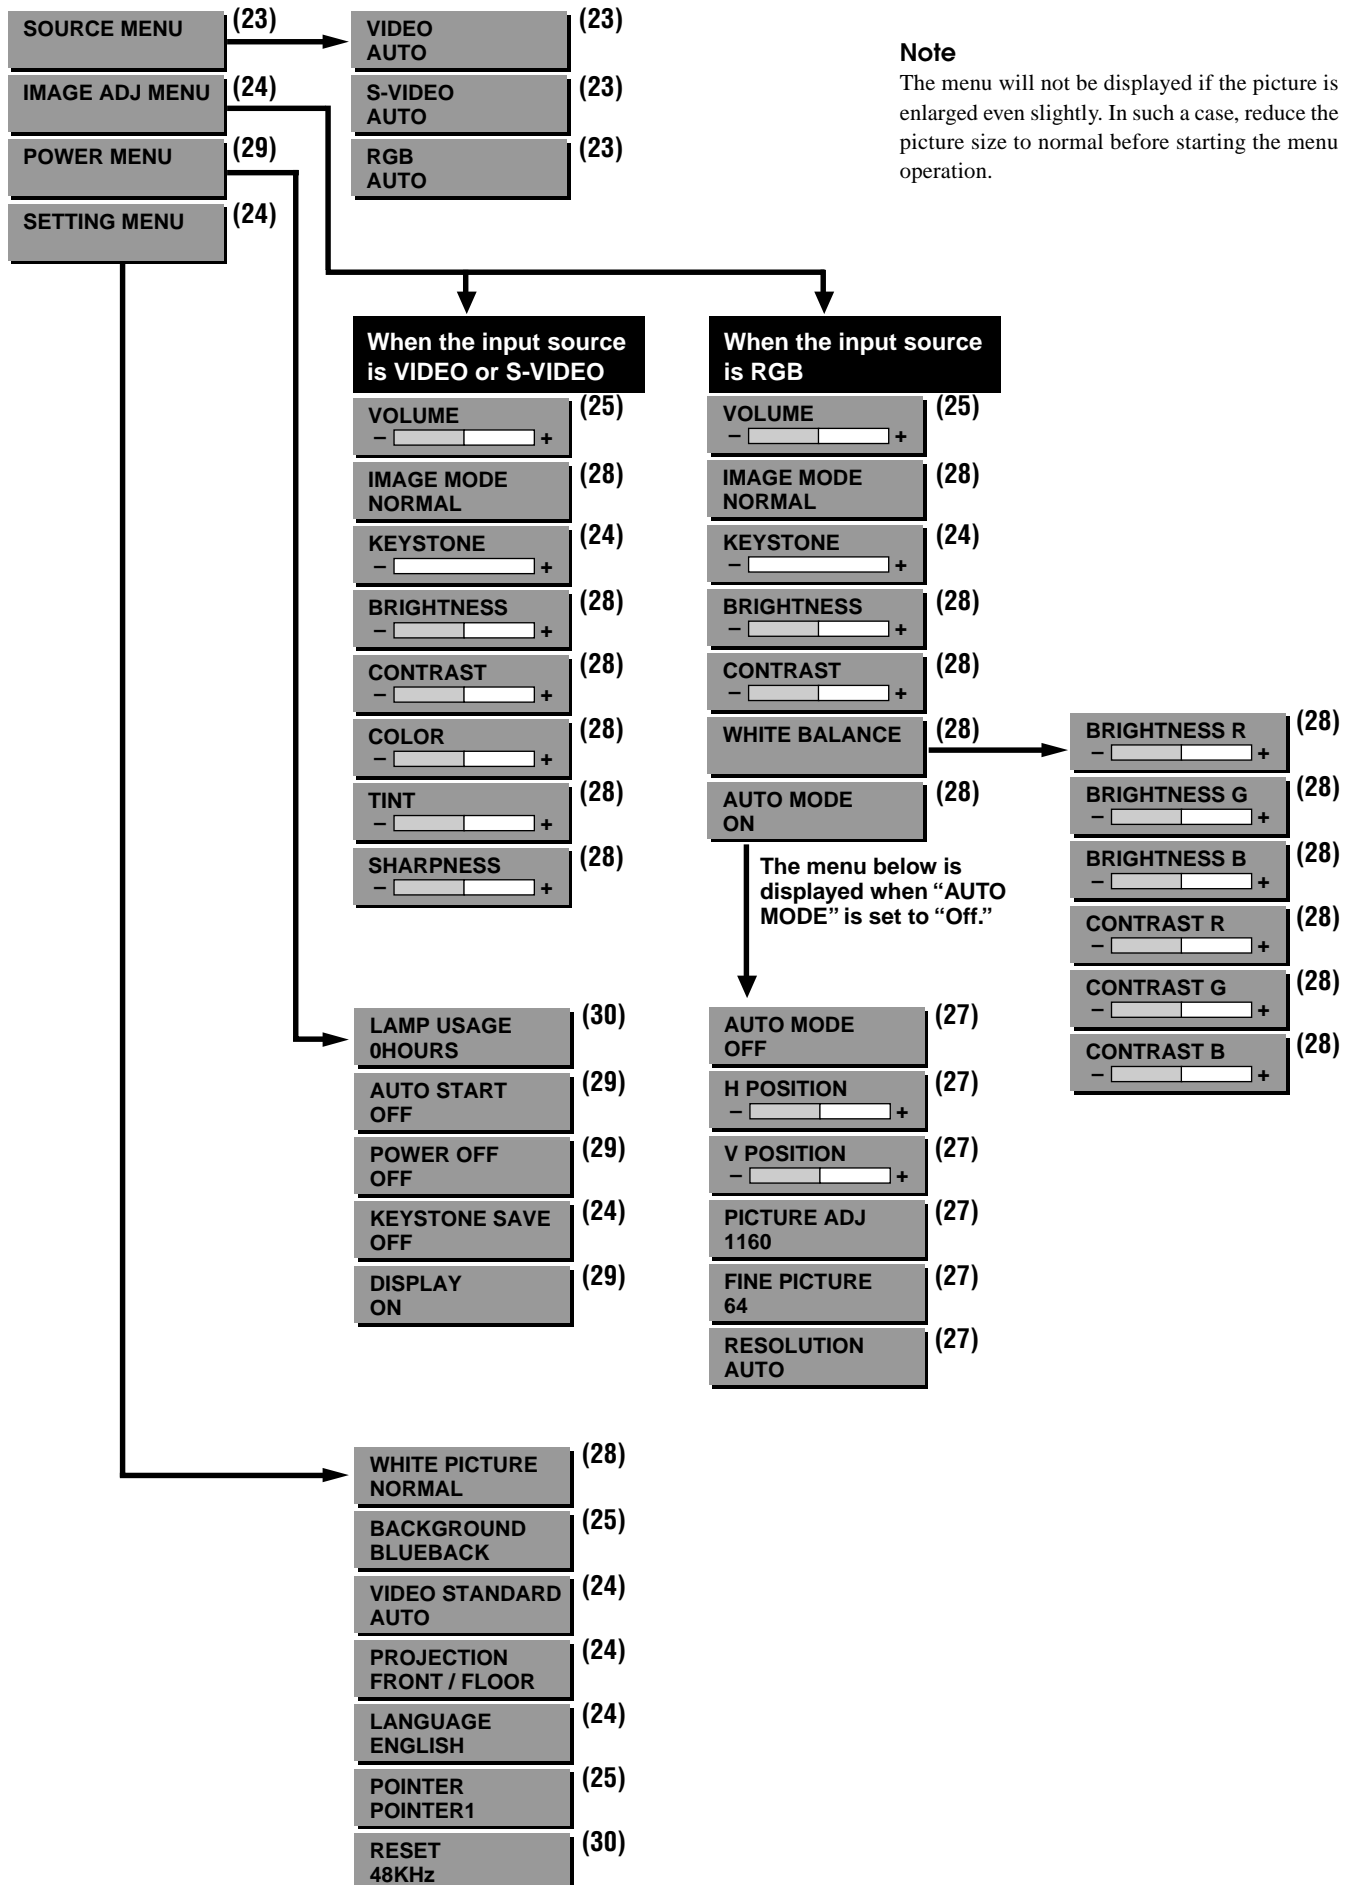 SOURCE MENU (23)
IMAGE ADJ MENU (24)
POWER MENU (29)
SETTING MENU (24)
VIDEO (23)
AUTO
S-VIDEO (23)
AUTO
RGB (23)
AUTO
Note
The menu will not be displayed if the picture is
enlarged even slightly. In such a case, reduce the
picture size to normal before starting the menu
operation.
When the input source
is VIDEO or S-VIDEO
VOLUME (25)
– +
IMAGE MODE (28)
NORMAL
KEYSTONE (24)
– +
BRIGHTNESS (28)
– +
CONTRAST (28)
– +
COLOR (28)
– +
TINT (28)
– +
SHARPNESS (28)
– +
When the input source
is RGB
VOLUME (25)
– +
IMAGE MODE (28)
NORMAL
KEYSTONE (24)
– +
BRIGHTNESS (28)
– +
CONTRAST (28)
– +
WHITE BALANCE (28)
AUTO MODE (28)
ON
The menu below is
displayed when “AUTO
MODE” is set to “Off.”
BRIGHTNESS R (28)
– +
BRIGHTNESS G (28)
– +
BRIGHTNESS B (28)
– +
CONTRAST R (28)
– +
CONTRAST G (28)
– +
CONTRAST B (28)
– +
AUTO MODE (27)
OFF
H POSITION (27)
– +
V POSITION (27)
– +
PICTURE ADJ (27)
1160
FINE PICTURE (27)
64
RESOLUTION (27)
AUTO
LAMP USAGE (30)
0HOURS
AUTO START (29)
OFF
POWER OFF (29)
OFF
KEYSTONE SAVE (24)
OFF
DISPLAY (29)
ON
WHITE PICTURE (28)
NORMAL
BACKGROUND (25)
BLUEBACK
VIDEO STANDARD (24)
AUTO
PROJECTION (24)
FRONT / FLOOR
LANGUAGE (24)
ENGLISH
POINTER (25)
POINTER1
RESET (30)
48KHz